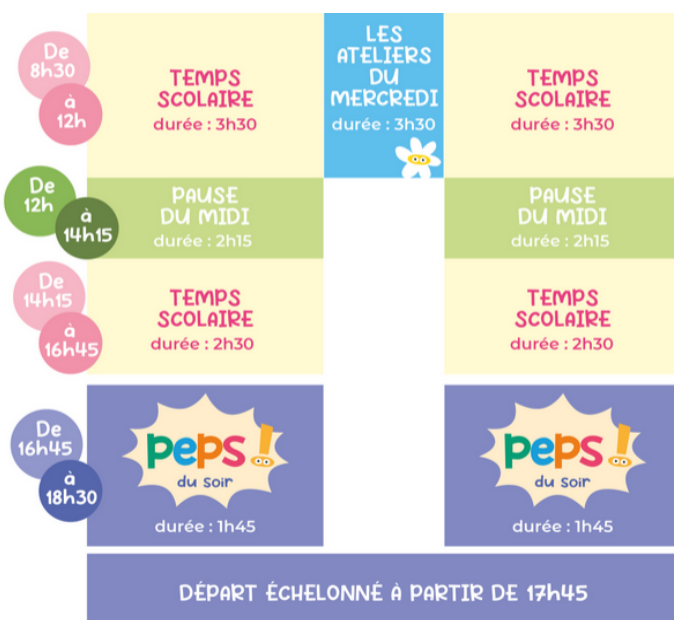 De
8h30
à
12h
TEMPS
SCOLAIRE
durée : 3h30
LES
ATELIERS
DU
MERCREDI
durée : 3h30
TEMPS
SCOLAIRE
durée : 3h30
De
12h
à
14h15
PAUSE
DU MIDI
durée : 2h15
PAUSE
DU MIDI
durée : 2h15
De
14h15
à
16h45
TEMPS
SCOLAIRE
durée : 2h30
TEMPS
SCOLAIRE
durée : 2h30
De
16h45
à
18h30
peps!
du soir
durée : 1h45
peps!
du soir
durée : 1h45
DÉPART ÉCHELONNÉ À PARTIR DE 17h45